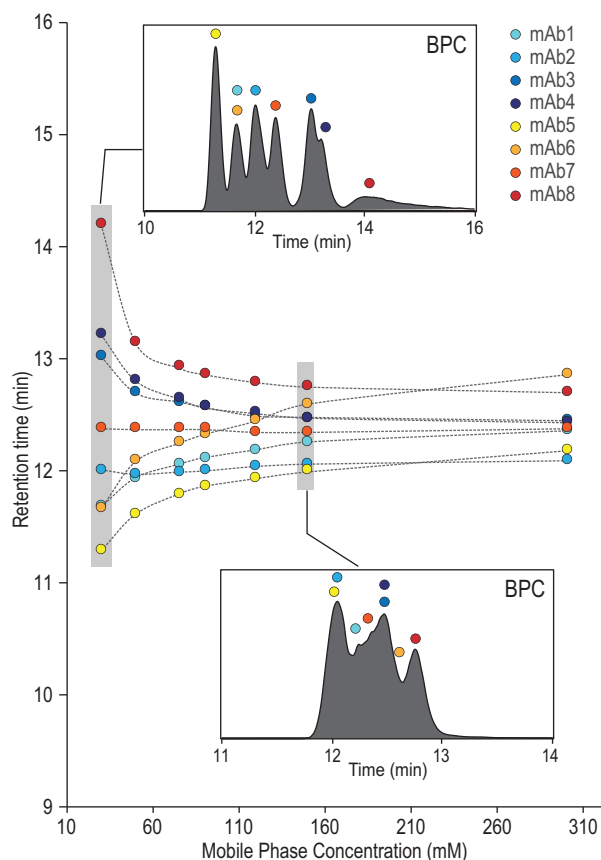 16
15
14
13
12
11
10
9
Retention time (min)
10
60
110
160
210
260
310
Mobile Phase Concentration (mM)
BPC
10
12
14
16
Time (min)
mAb1
mAb2
mAb3
mAb4
mAb5
mAb6
mAb7
mAb8
BPC
11
12
13
14
Time (min)